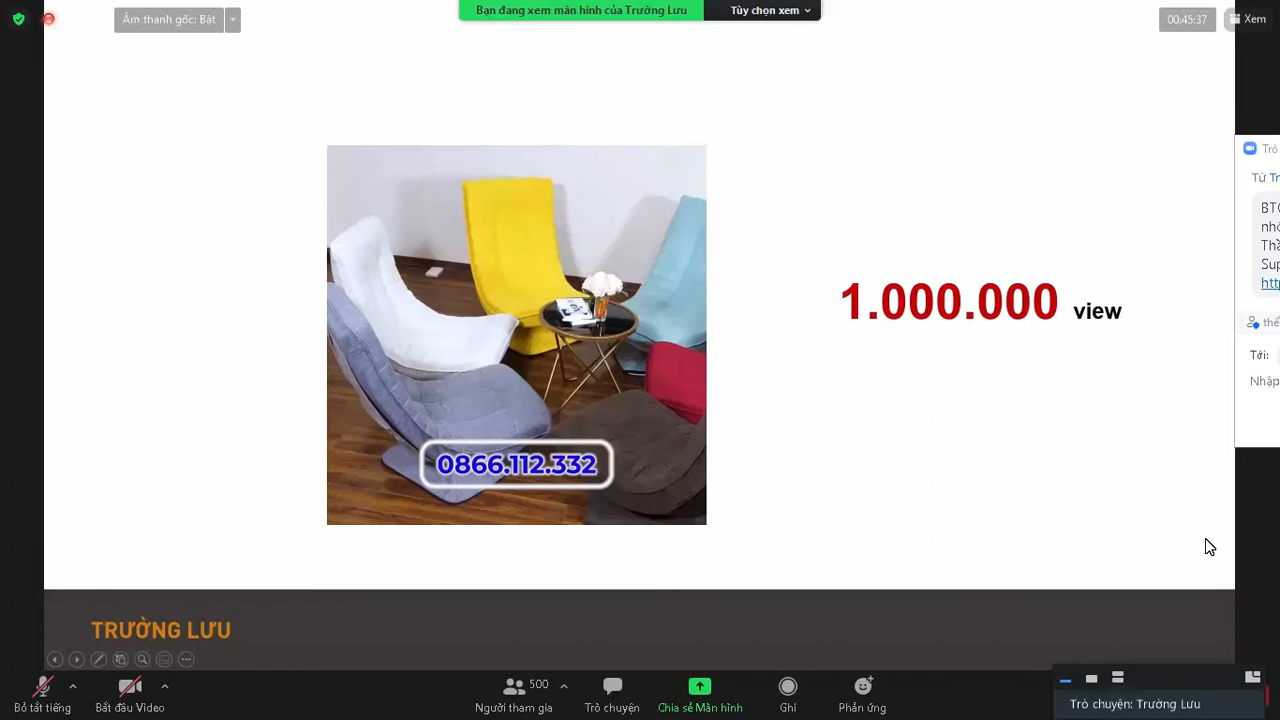 Âm thanh gốc: Bật
Bạn đang xem màn hình của Trường Lưu
Tùy chọn xem
00:45:37
Xem
Từ
nhờ
1.000.000 view
0866.112.332
Tới:
TRƯỜNG LƯU
Bỏ tắt tiếng
Bắt đầu Video
500
Người tham gia
Trò chuyện
Chia sẻ Màn hình
Ghi
Phản ứng
Trò chuyện: Trường Lưu